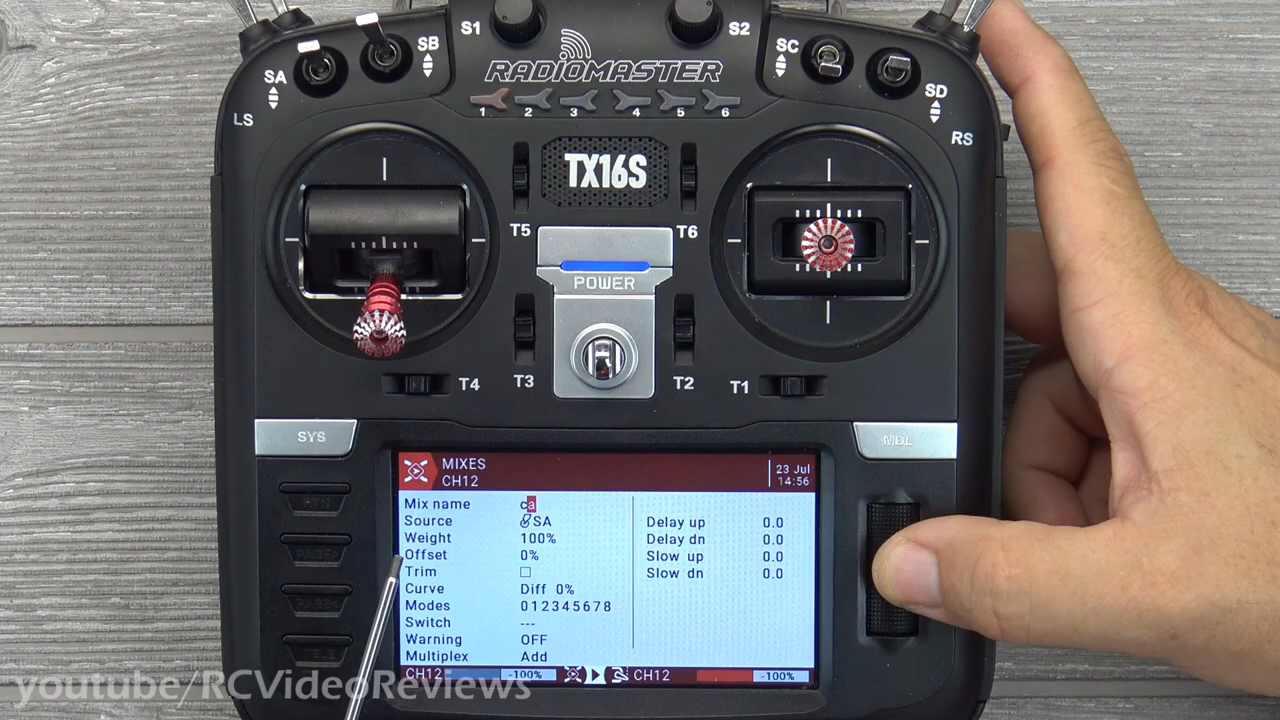 S1
S2
SB
SC
SA
SD
LS
RS
RADIOMASTER
1 2 3 4 5 6
TX16S
T5
T6
POWER
T4
T3
T2
T1
SYS
MDL
RTN
PAGE>
PAGE<
TELE
MIXES
CH12
23 Jul
14:56
Mix name ca
Source SA
Weight 100%
Offset 0%
Trim
Curve Diff 0%
Modes 012345678
Switch ---
Warning OFF
Multiplex Add
Delay up 0.0
Delay dn 0.0
Slow up 0.0
Slow dn 0.0
CH12 -100% CH12 -100%
youtube/RCVideoReviews